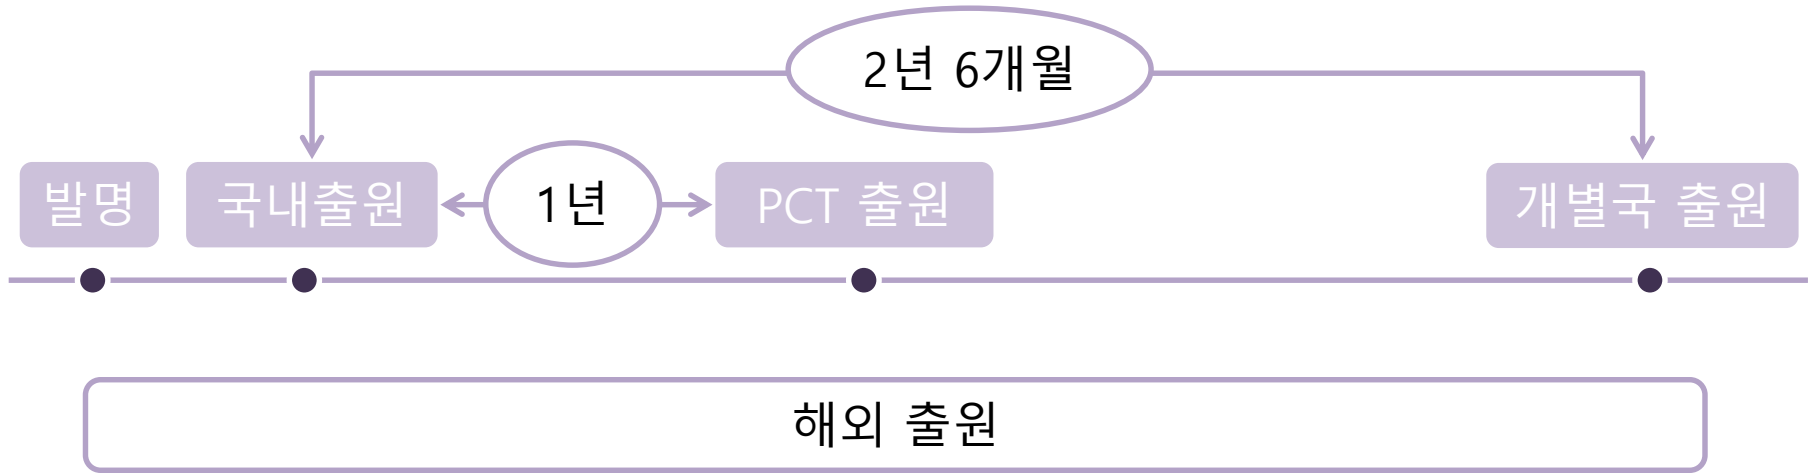 2년 6개월
발명
국내출원
1년
PCT 출원
개별국 출원
해외 출원